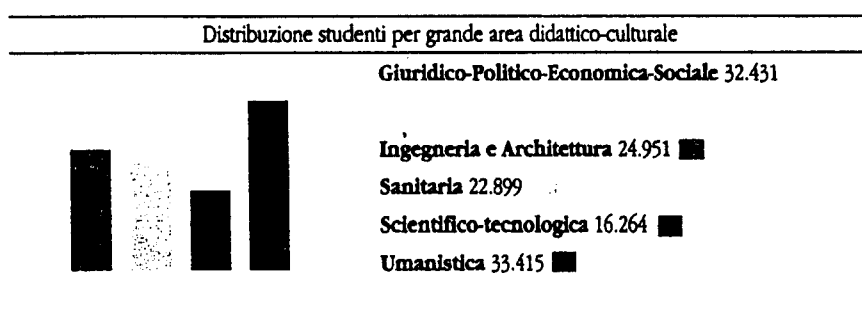 Distribuzione studenti per grande area didattico-culturale
Giuridico-Politico-Economica-Sociale 32.431
Ingegneria e Architettura 24.951
Sanitaria 22.899
Scientifico-tecnologica 16.264
Umanistica 33.415